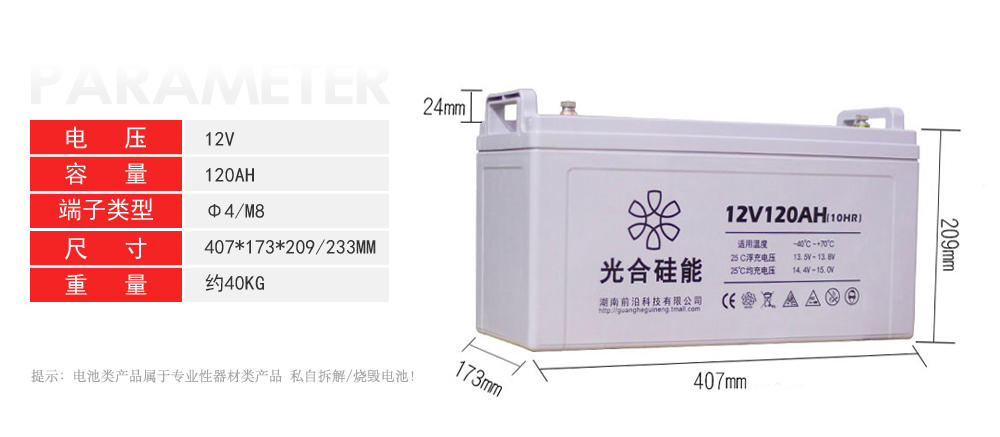 PARAMETER
电 压 12V
容 量 120AH
端子类型 Φ4/M8
尺 寸 407*173*209/233MM
重 量 约40KG
提示: 电池类产品属于专业性器材类产品 私自拆解/烧毁电池!
24mm
12V120AH(10HR)
适用温度 -40℃~+70℃
25℃浮充电压 13.5V~13.8V
25℃均充电压 14.4V~15.0V
光合硅能
湖南前沿科技有限公司
http://guangheguineng.tmall.com
CE
209mm
173mm
407mm